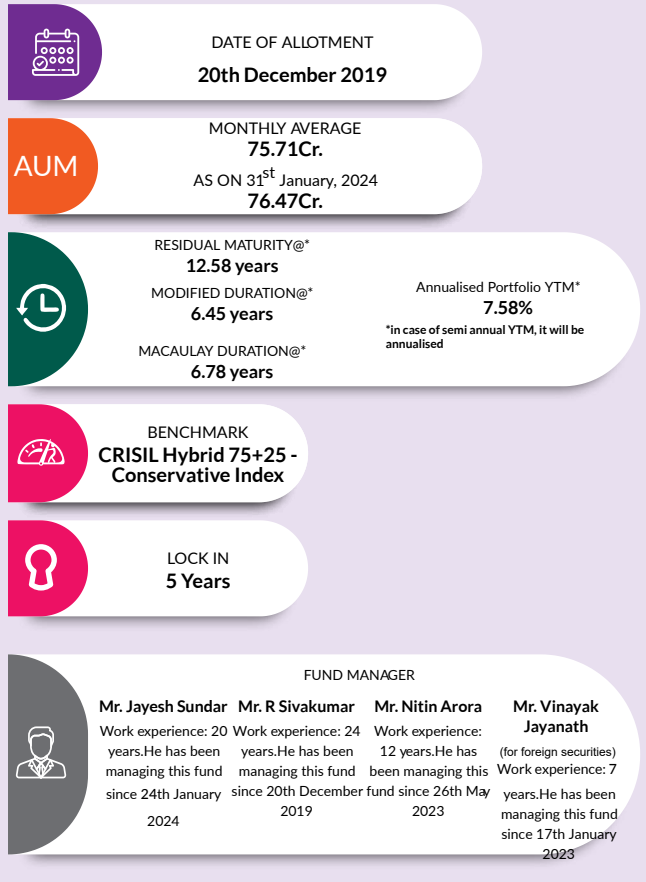 DATE OF ALLOTMENT
20th December 2019
AUM
MONTHLY AVERAGE
75.71Cr.
AS ON 31st January, 2024
76.47Cr.
RESIDUAL MATURITY@*
12.58 years
MODIFIED DURATION@*
6.45 years
MACAULAY DURATION@*
6.78 years
Annualised Portfolio YTM*
7.58%
*in case of semi annual YTM, it will be
annualised
BENCHMARK
CRISIL Hybrid 75+25 -
Conservative Index
LOCK IN
5 Years
FUND MANAGER
Mr. Jayesh Sundar
Work experience: 20
years.He has been
managing this fund
since 24th January
2024
Mr. R Sivakumar
Work experience: 24
years.He has been
managing this fund
since 20th December
2019
Mr. Nitin Arora
Work experience:
12 years.He has
been managing this
fund since 26th May
2023
Mr. Vinayak
Jayanath
(for foreign securities)
Work experience: 7
years.He has been
managing this fund
since 17th January
2023